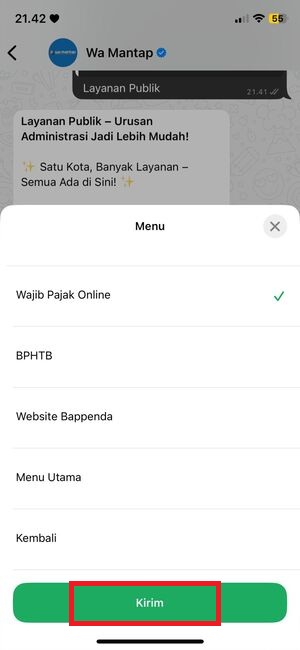 21.42
55
Wa Mantap
Layanan Publik
21.41
Layanan Publik – Urusan
Administrasi Jadi Lebih Mudah!
✨ Satu Kota, Banyak Layanan –
Semua Ada di Sini! ✨
Menu
Wajib Pajak Online
BPHTB
Website Bappenda
Menu Utama
Kembali
Kirim